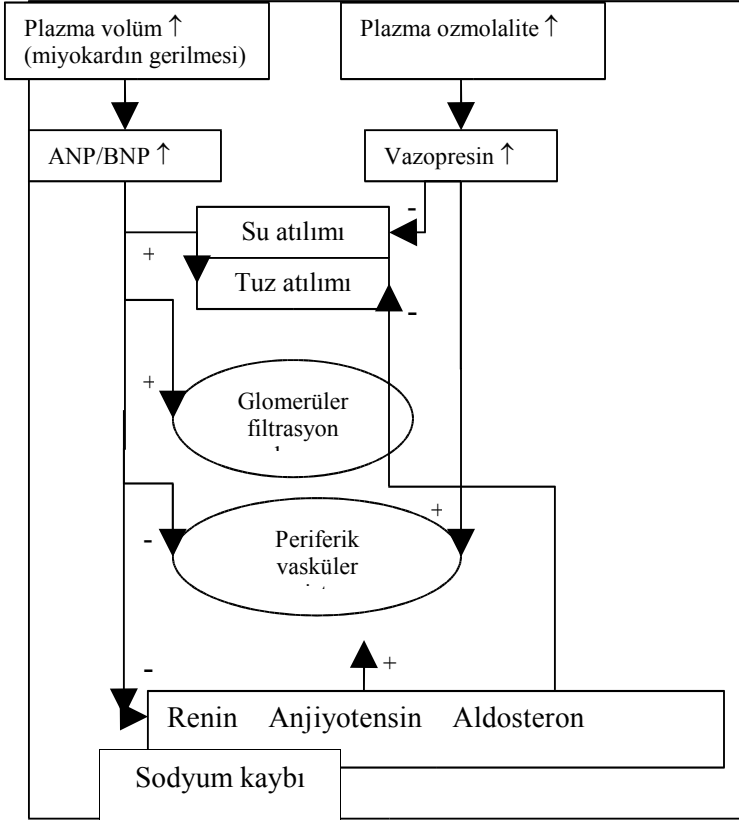 Plazma volüm ↑
(miyokardın gerilmesi)
Plazma ozmolalite ↑
ANP/BNP ↑
Vazopresin ↑
-
Su atılımı
+
Tuz atılımı
-
+
Glomerüler
filtrasyon
+
-
Periferik
vasküler
-
+
Renin Anjiyotensin Aldosteron
Sodyum kaybı